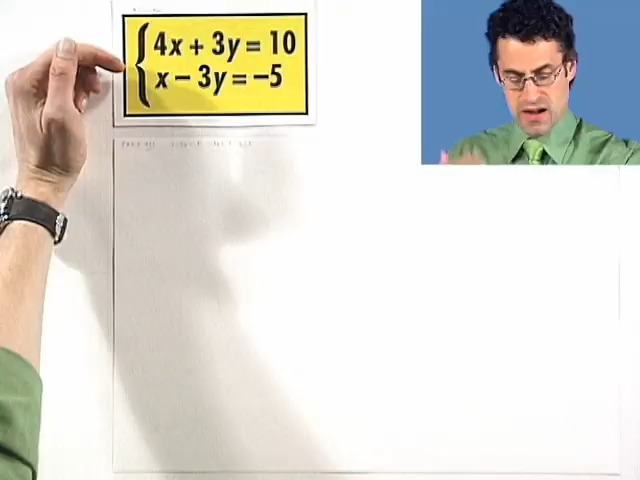 4x + 3y = 10
x − 3y = −5